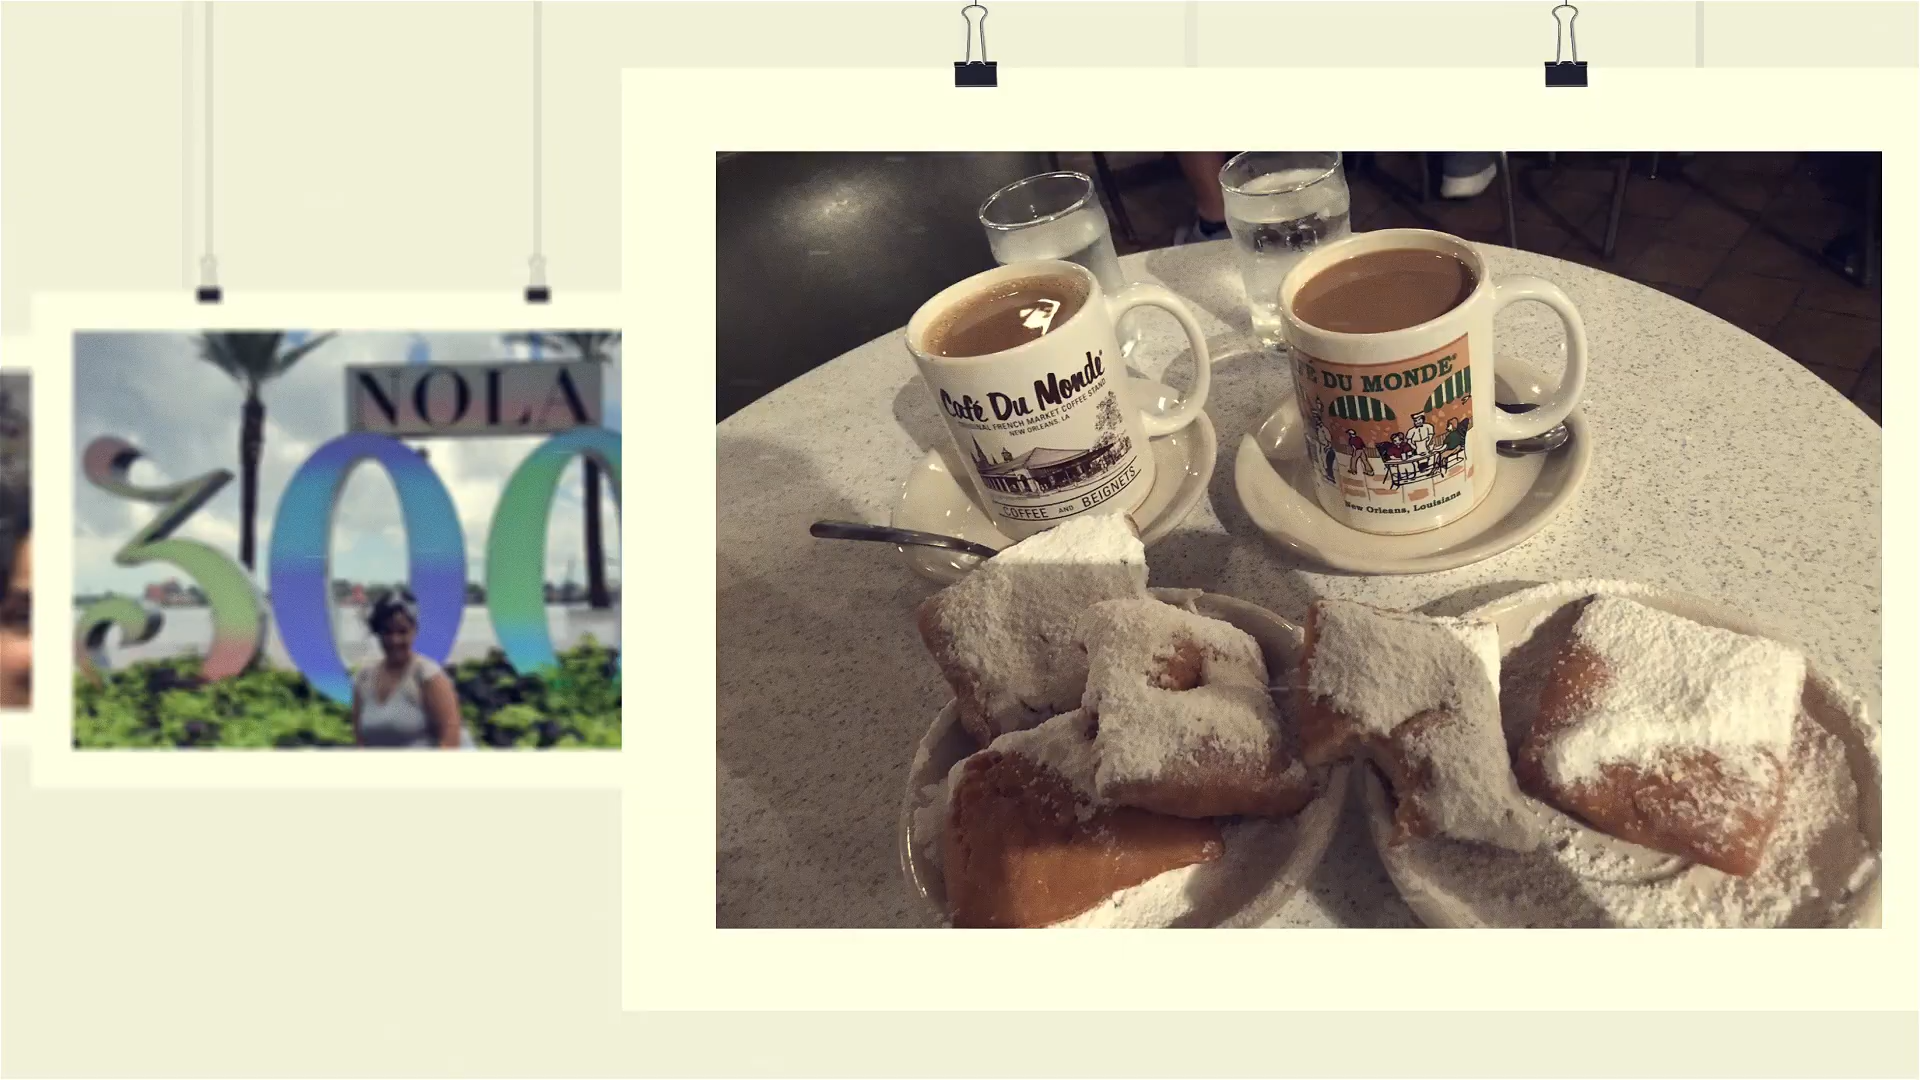 NOLA
300
Café Du Monde®
ORIGINAL FRENCH MARKET COFFEE STAND
NEW ORLEANS, LA
COFFEE AND BEIGNETS
FÉ DU MONDE®
New Orleans, Louisiana